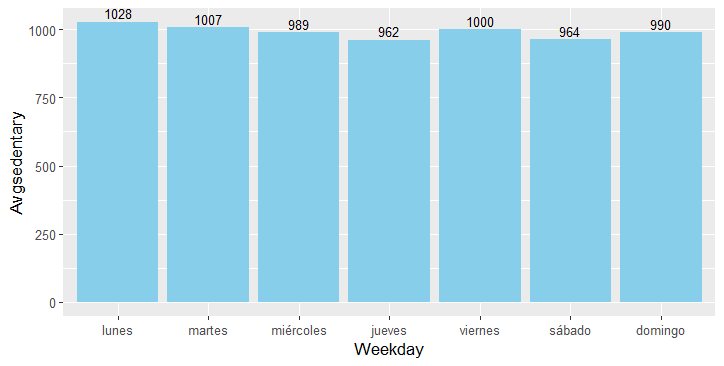 1028 1007 989 962 1000 964 990
1000
750
500
250
0
Avgsedentary
lunes martes miércoles jueves viernes sábado domingo
Weekday